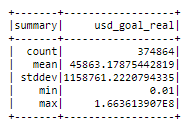 +-------+------------------+
|summary|     usd_goal_real|
+-------+------------------+
|  count|            374864|
|   mean| 45863.17875442819|
| stddev|1158761.2220794335|
|    min|              0.01|
|    max|    1.663613907E8|
+-------+------------------+